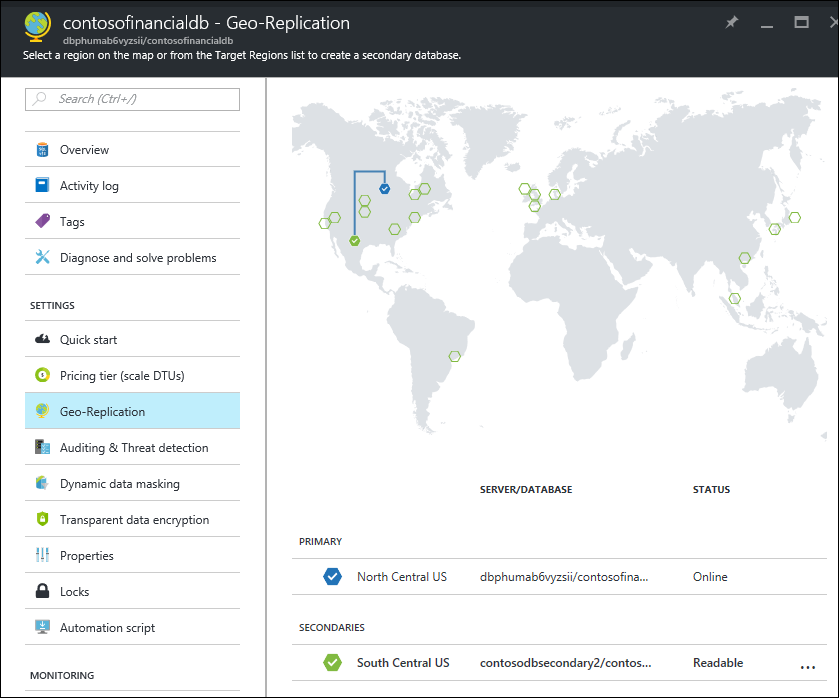 contosofinancialdb - Geo-Replication
dbphumab6vyzsii/contosofinancialdb
Select a region on the map or from the Target Regions list to create a secondary database.
Search (Ctrl+/)
Overview
Activity log
Tags
Diagnose and solve problems
SETTINGS
Quick start
Pricing tier (scale DTUs)
Geo-Replication
Auditing & Threat detection
Dynamic data masking
Transparent data encryption
Properties
Locks
Automation script
MONITORING
SERVER/DATABASE STATUS
PRIMARY
North Central US dbphumab6vyzsii/contosofina... Online
SECONDARIES
South Central US contosodbsecondary2/contos... Readable ...